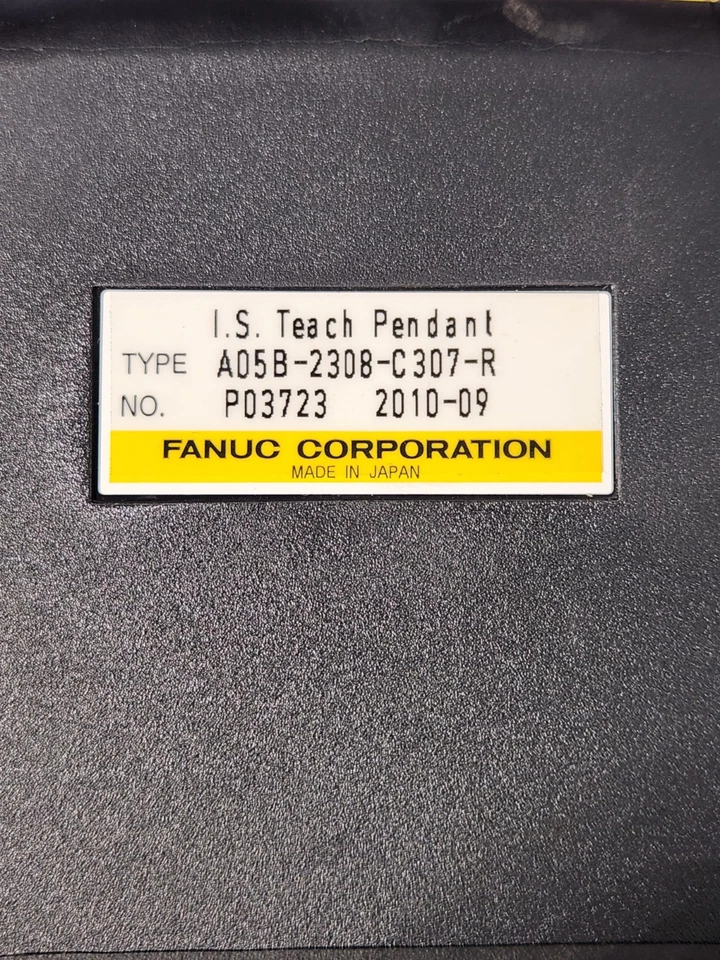 I.S. Teach Pendant
TYPE A05B-2308-C307-R
NO. P03723 2010-09
FANUC CORPORATION
MADE IN JAPAN